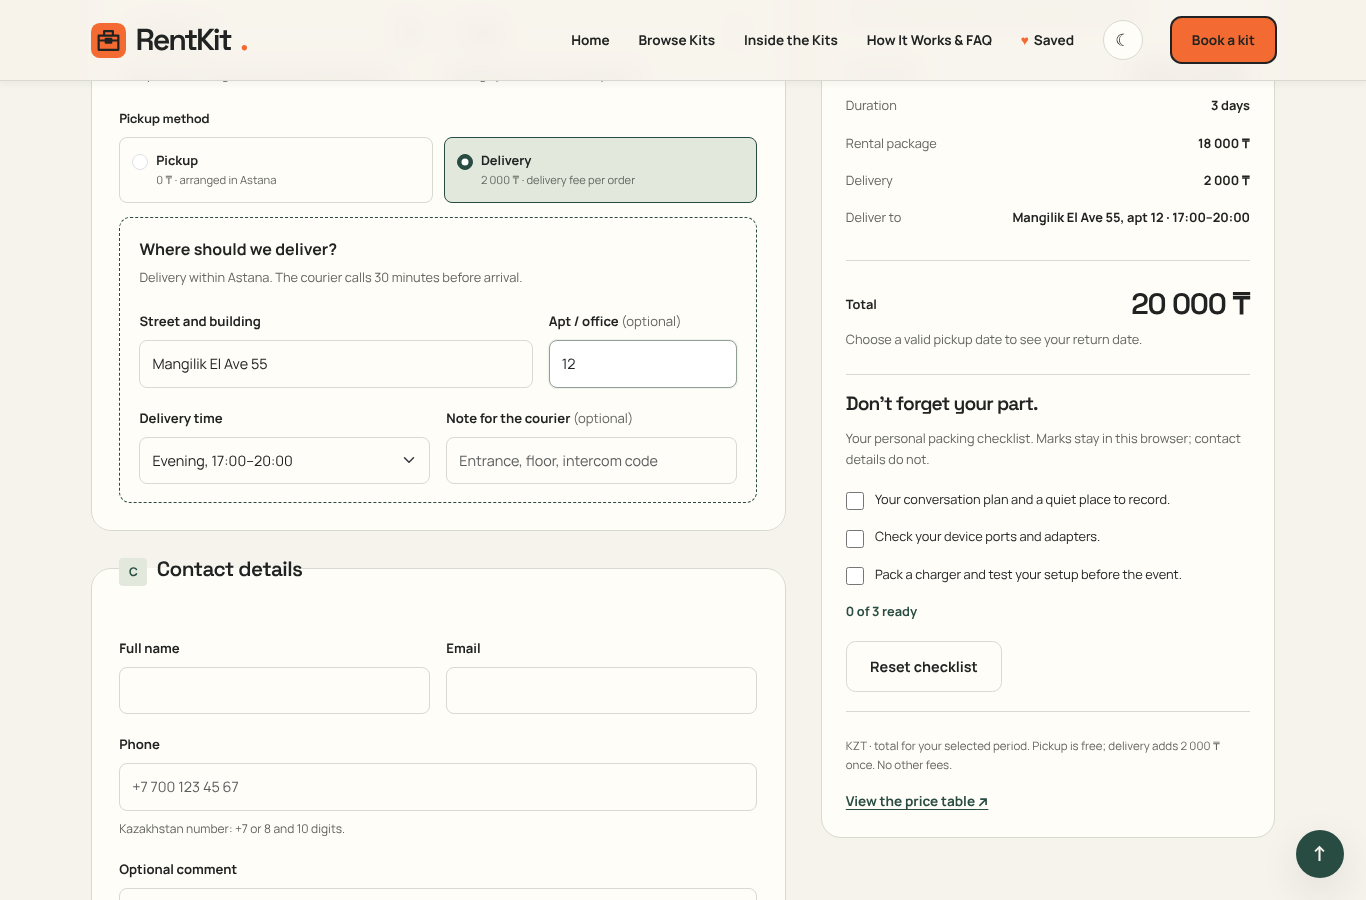 RentKit.
Home
Browse Kits
Inside the Kits
How It Works & FAQ
♥ Saved
Book a kit
Pickup method
Pickup
0 ₸ · arranged in Astana
Delivery
2 000 ₸ · delivery fee per order
Where should we deliver?
Delivery within Astana. The courier calls 30 minutes before arrival.
Street and building
Apt / office (optional)
Mangilik El Ave 55
12
Delivery time
Note for the courier (optional)
Evening, 17:00–20:00
Entrance, floor, intercom code
C
Contact details
Full name
Email
Phone
+7 700 123 45 67
Kazakhstan number: +7 or 8 and 10 digits.
Optional comment
Duration
3 days
Rental package
18 000 ₸
Delivery
2 000 ₸
Deliver to
Mangilik El Ave 55, apt 12 · 17:00–20:00
Total
20 000 ₸
Choose a valid pickup date to see your return date.
Don't forget your part.
Your personal packing checklist. Marks stay in this browser; contact
details do not.
Your conversation plan and a quiet place to record.
Check your device ports and adapters.
Pack a charger and test your setup before the event.
0 of 3 ready
Reset checklist
KZT · total for your selected period. Pickup is free; delivery adds 2 000 ₸
once. No other fees.
View the price table ↗
↑